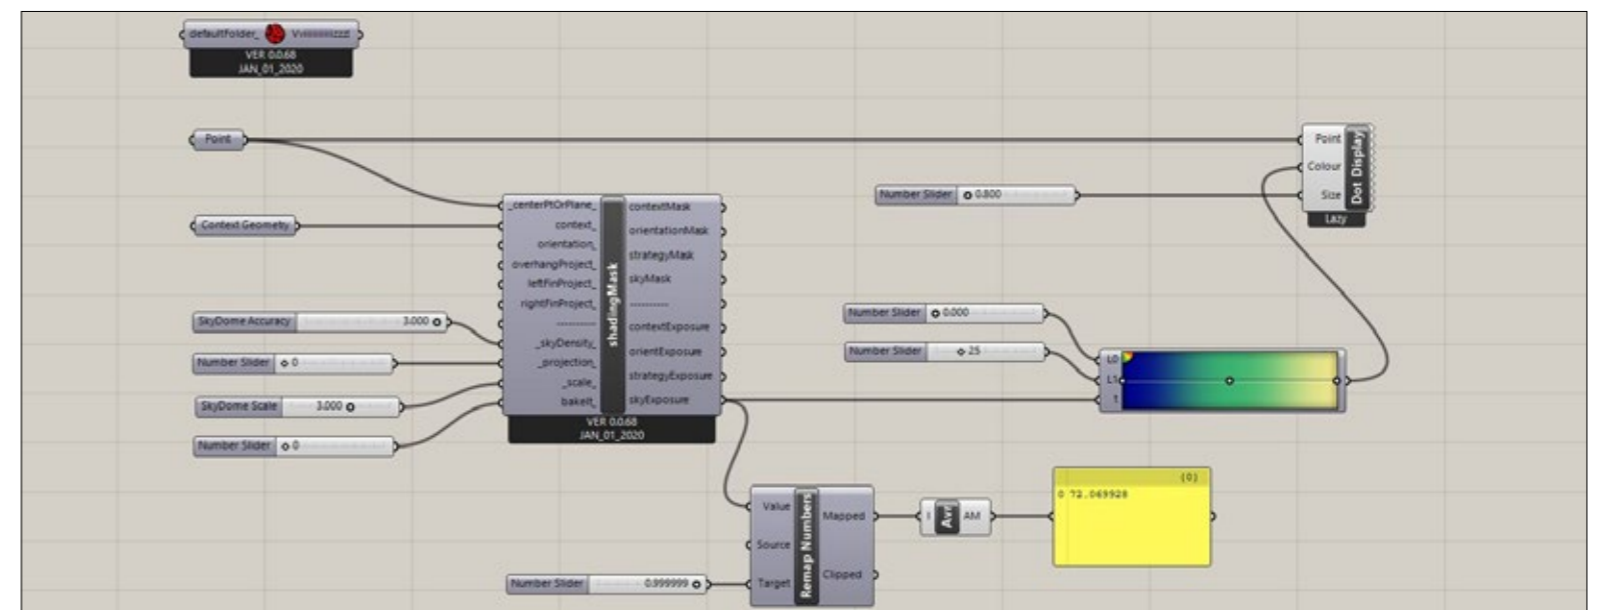 defaultFolder_ Vviiiiiiiiizzz!
VER 0.0.68
JAN_01_2020
Point
Context Geometry
SkyDome Accuracy 3.000
Number Slider 0
SkyDome Scale 3.000
Number Slider 0
_centerPtOrPlane_
context_
orientation_
overhangProject_
leftFinProject_
rightFinProject_
----------
_skyDensity_
_projection_
_scale_
bakeIt_
shadingMask
contextMask
orientationMask
strategyMask
skyMask
----------
contextExposure
orientExposure
strategyExposure
skyExposure
VER 0.0.68
JAN_01_2020
Number Slider 0.800
Point
Colour
Size
Dot Display
Lazy
Number Slider 0.000
Number Slider 25
L0
L1
t
Number Slider 0.999999
Value
Source
Target
Remap Numbers
Mapped
Clipped
I
Avr
AM
{0}
0 72.069928